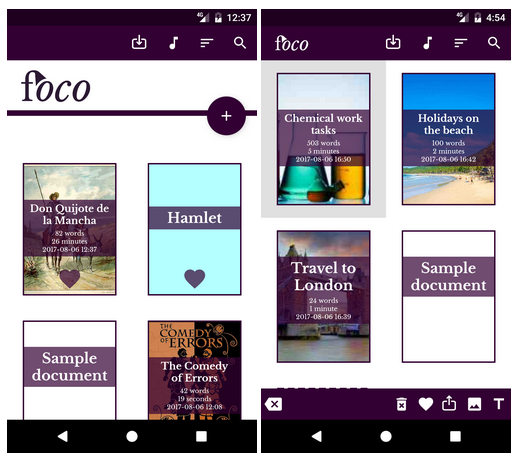 4G
12:37
foco
+
Don Quijote de
la Mancha
82 words
26 minutes
2017-08-06 12:37
Hamlet
Sample
document
THE
COMEDY
OF
ERRORS
The Comedy
of Errors
42 words
19 seconds
2017-08-06 12:08
4G
4:54
foco
Chemical work
tasks
503 words
5 minutes
2017-08-06 16:50
Holidays on
the beach
100 words
2 minutes
2017-08-06 16:42
Travel to
London
24 words
1 minute
2017-08-06 16:39
Sample
document
T